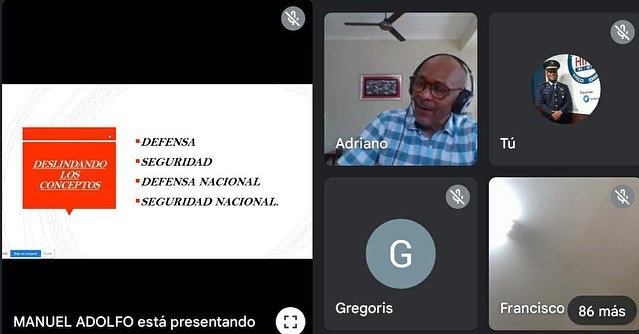 DESLINDANDO
LOS
CONCEPTOS
DEFENSA
SEGURIDAD
DEFENSA NACIONAL
SEGURIDAD NACIONAL.
MANUEL ADOLFO está presentando
Adriano
Tú
G
Gregoris
Francisco
86 más